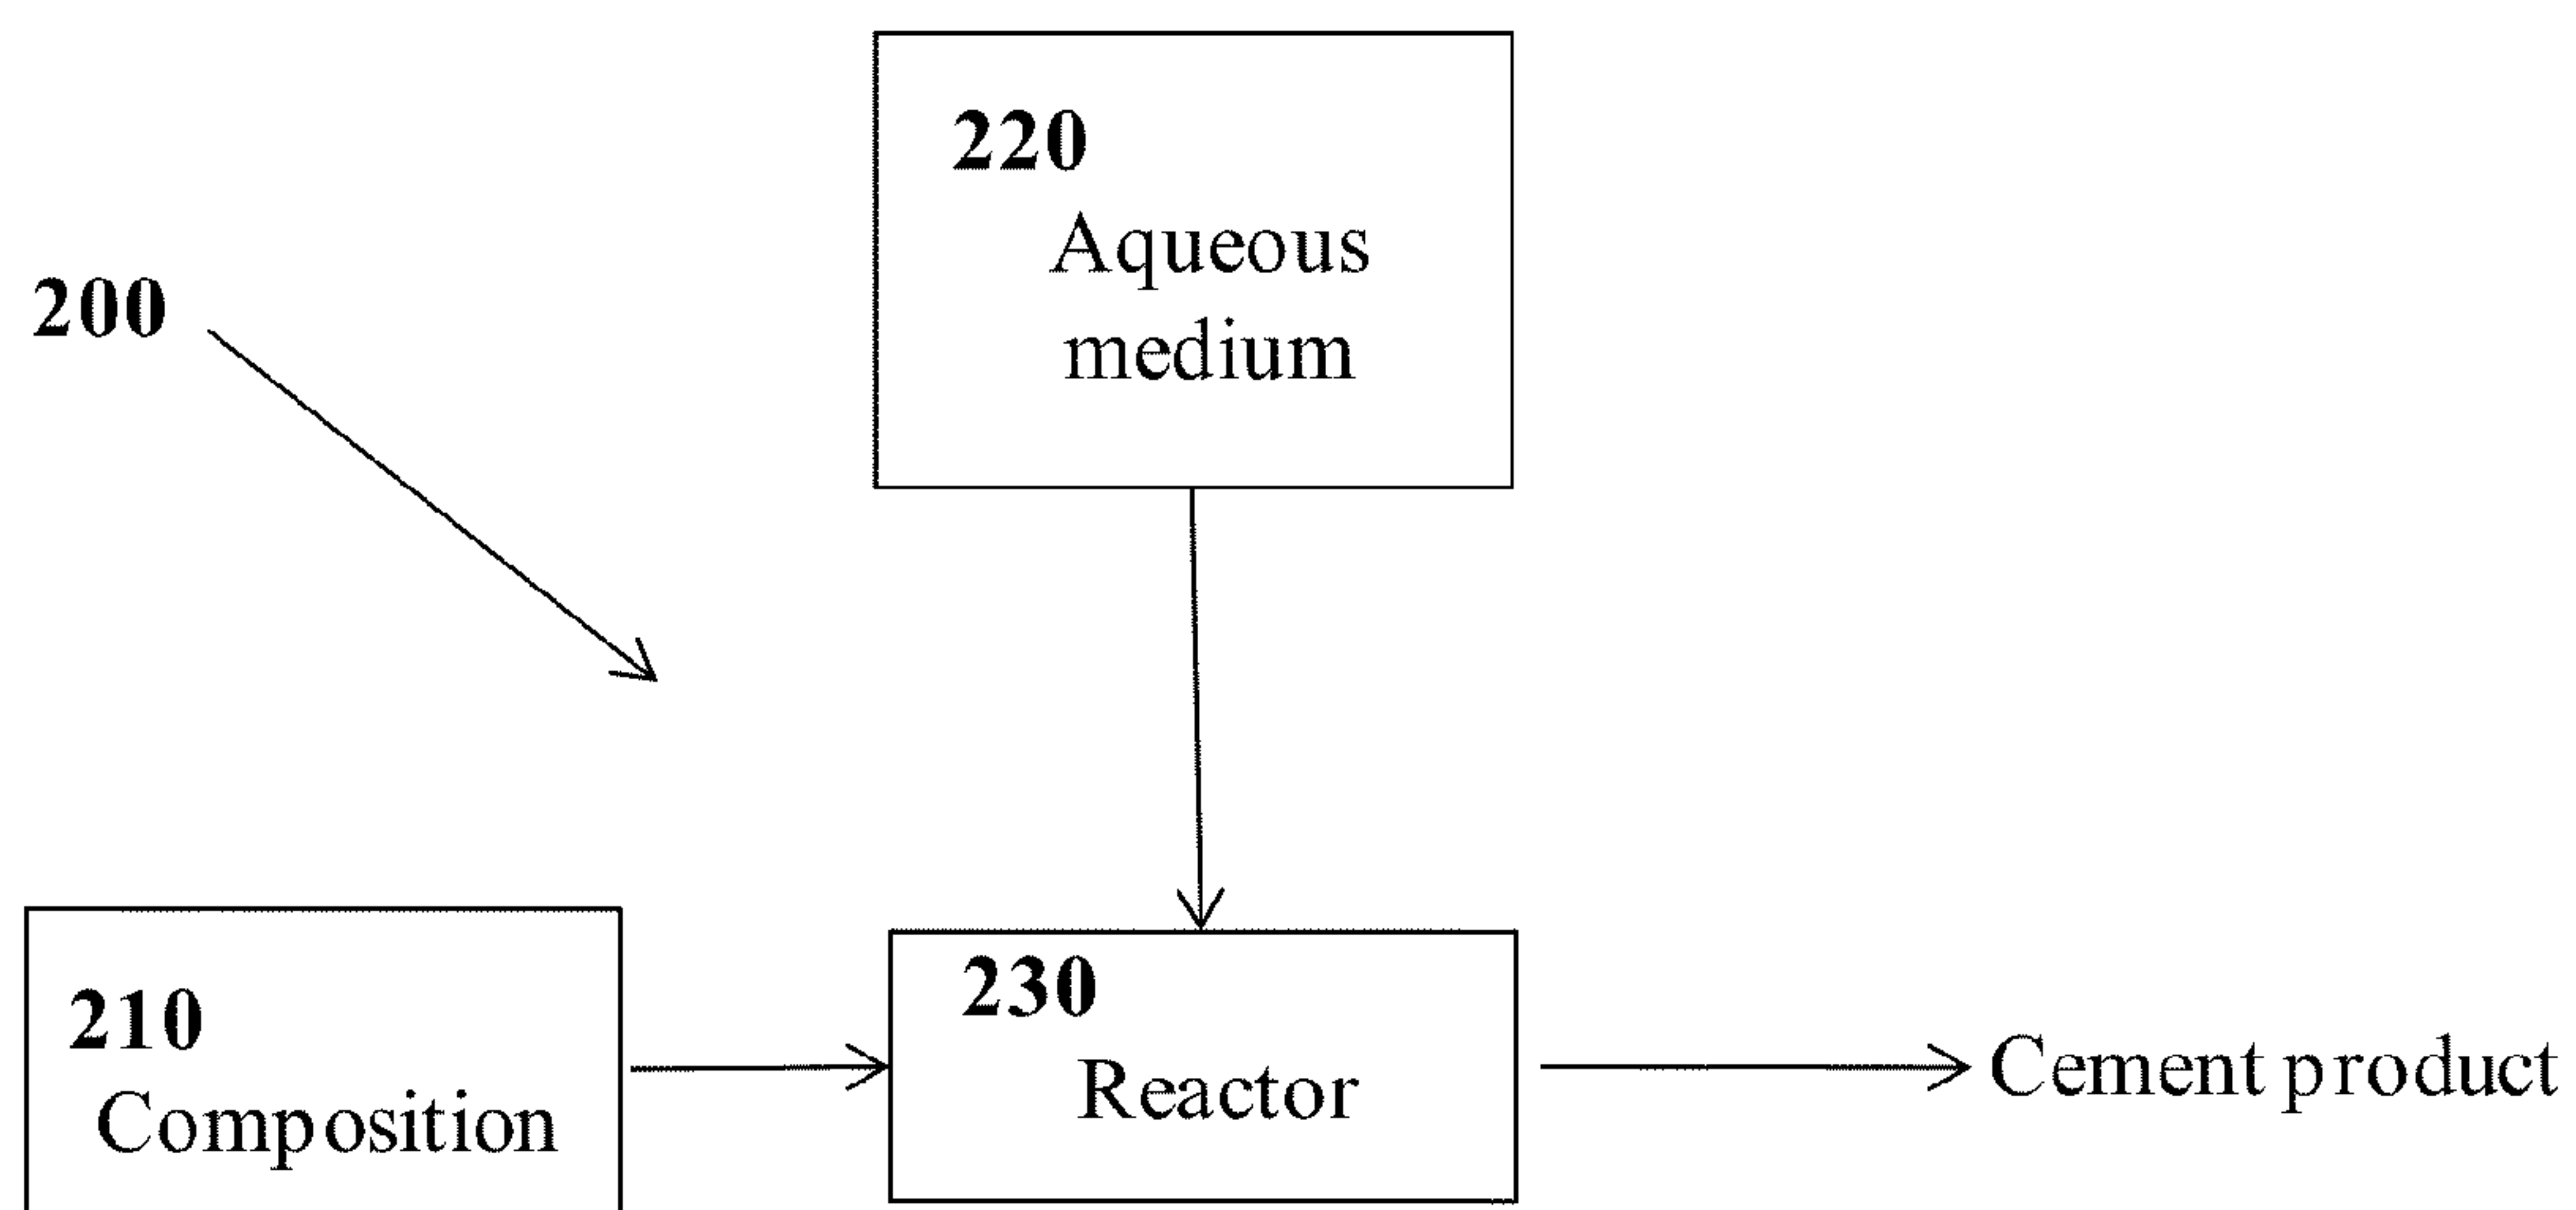 220
Aqueous
medium
200
210
Composition
230
Reactor
Cement product